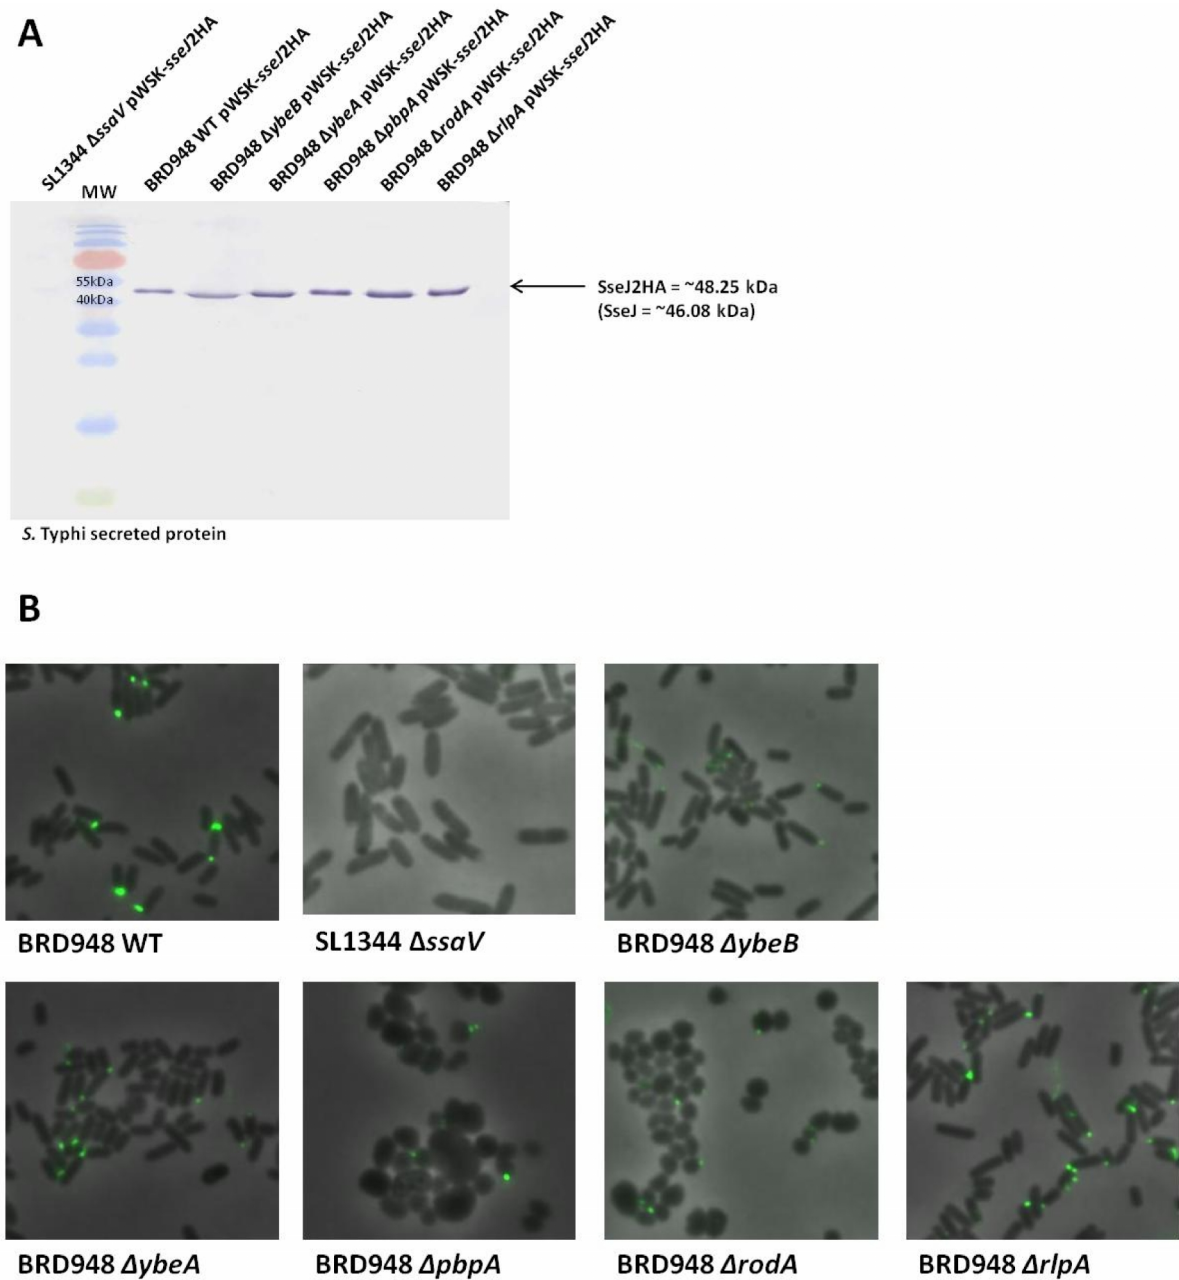 A
SL1344 ΔssaV pWSK-sseJ2HA
BRD948 WT pWSK-sseJ2HA
BRD948 ΔybeB pWSK-sseJ2HA
BRD948 ΔybeA pWSK-sseJ2HA
BRD948 ΔpbpA pWSK-sseJ2HA
BRD948 ΔrodA pWSK-sseJ2HA
BRD948 ΔrlpA pWSK-sseJ2HA
MW
55kDa
40kDa
SseJ2HA = ~48.25 kDa
(SseJ = ~46.08 kDa)
S. Typhi secreted protein
B
BRD948 WT
SL1344 ΔssaV
BRD948 ΔybeB
BRD948 ΔybeA
BRD948 ΔpbpA
BRD948 ΔrodA
BRD948 ΔrlpA